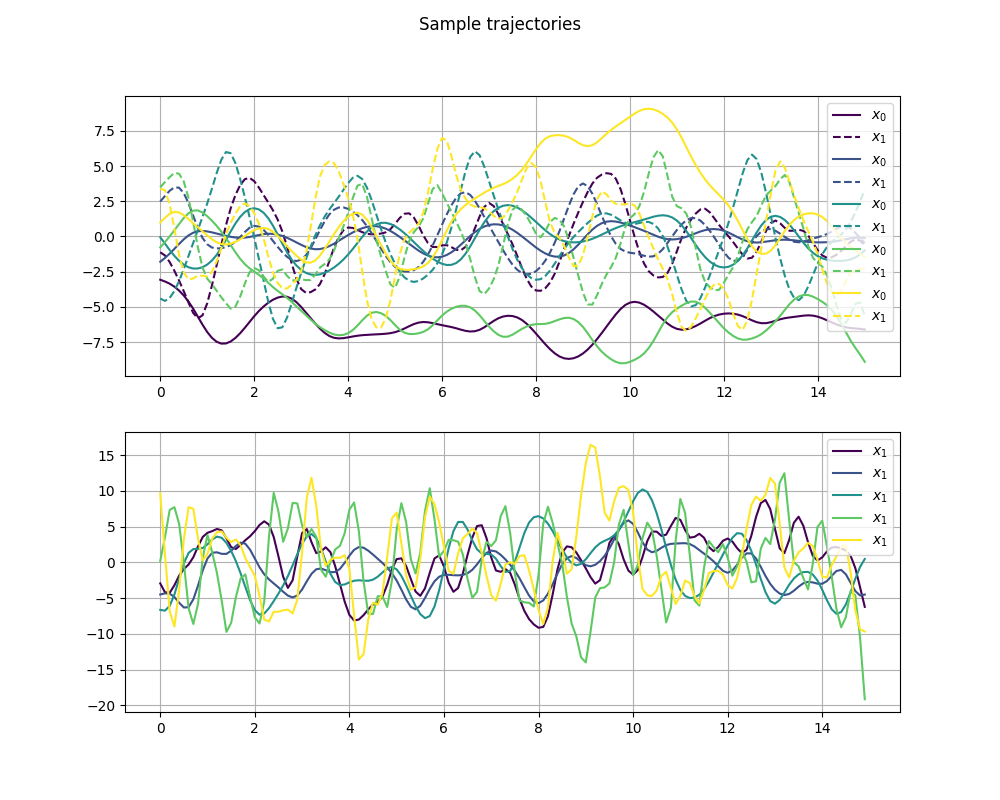 Sample trajectories
7.5
5.0
2.5
0.0
−2.5
−5.0
−7.5
0 2 4 6 8 10 12 14
x₀
x₁
x₀
x₁
x₀
x₁
x₀
x₁
x₀
x₁
15
10
5
0
−5
−10
−15
−20
0 2 4 6 8 10 12 14
x₁
x₁
x₁
x₁
x₁